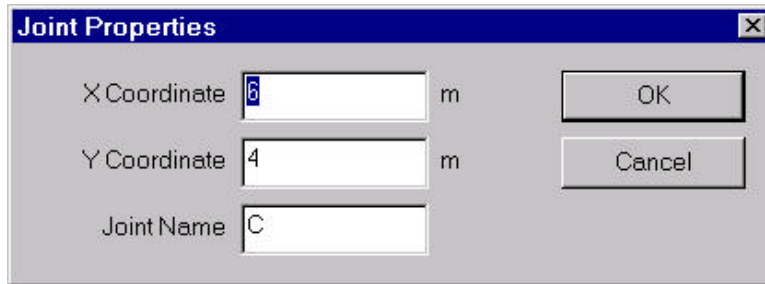 Joint Properties
X Coordinate 6 m OK
Y Coordinate 4 m Cancel
Joint Name C